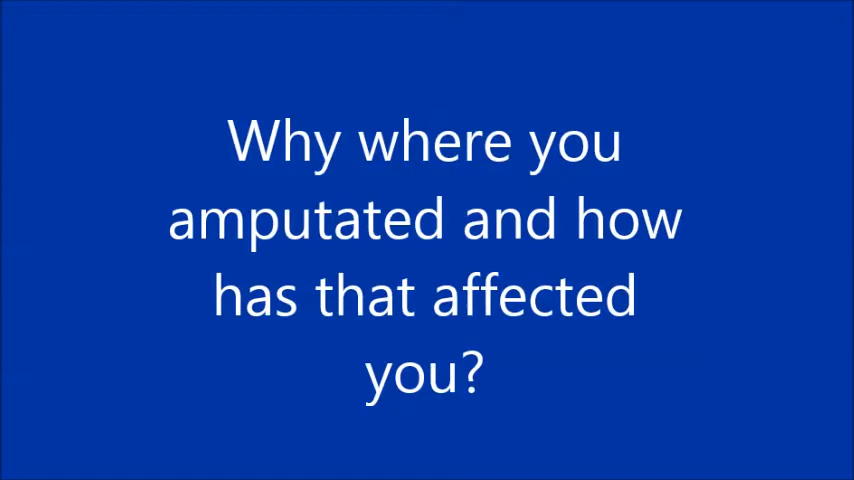 Why where you
amputated and how
has that affected
you?